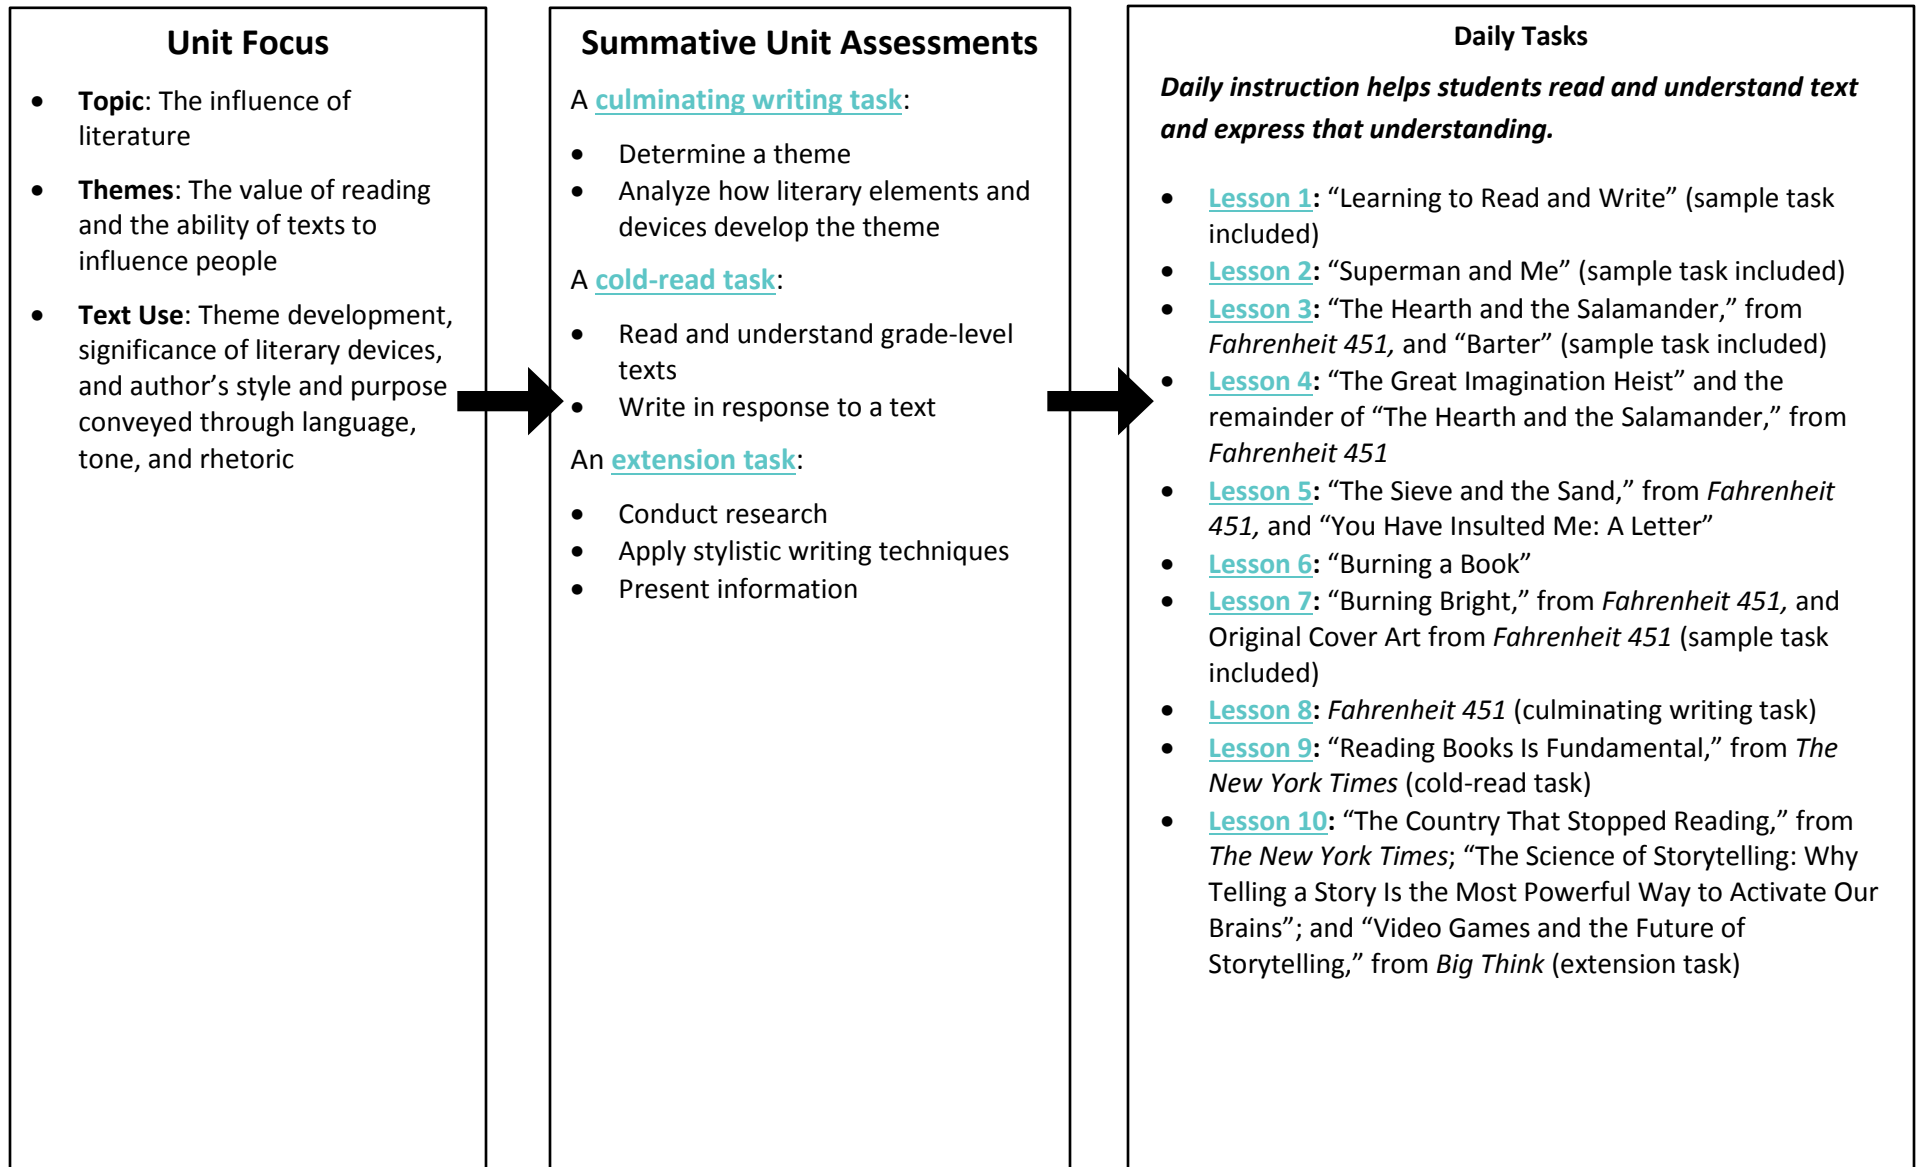 Unit Focus
• Topic: The influence of
literature
• Themes: The value of reading
and the ability of texts to
influence people
• Text Use: Theme development,
significance of literary devices,
and author’s style and purpose
conveyed through language,
tone, and rhetoric
Summative Unit Assessments
A culminating writing task:
• Determine a theme
• Analyze how literary elements and
devices develop the theme
A cold-read task:
• Read and understand grade-level
texts
• Write in response to a text
An extension task:
• Conduct research
• Apply stylistic writing techniques
• Present information
Daily Tasks
Daily instruction helps students read and understand text
and express that understanding.
• Lesson 1: “Learning to Read and Write” (sample task
included)
• Lesson 2: “Superman and Me” (sample task included)
• Lesson 3: “The Hearth and the Salamander,” from
Fahrenheit 451, and “Barter” (sample task included)
• Lesson 4: “The Great Imagination Heist” and the
remainder of “The Hearth and the Salamander,” from
Fahrenheit 451
• Lesson 5: “The Sieve and the Sand,” from Fahrenheit
451, and “You Have Insulted Me: A Letter”
• Lesson 6: “Burning a Book”
• Lesson 7: “Burning Bright,” from Fahrenheit 451, and
Original Cover Art from Fahrenheit 451 (sample task
included)
• Lesson 8: Fahrenheit 451 (culminating writing task)
• Lesson 9: “Reading Books Is Fundamental,” from The
New York Times (cold-read task)
• Lesson 10: “The Country That Stopped Reading,” from
The New York Times; “The Science of Storytelling: Why
Telling a Story Is the Most Powerful Way to Activate Our
Brains”; and “Video Games and the Future of
Storytelling,” from Big Think (extension task)